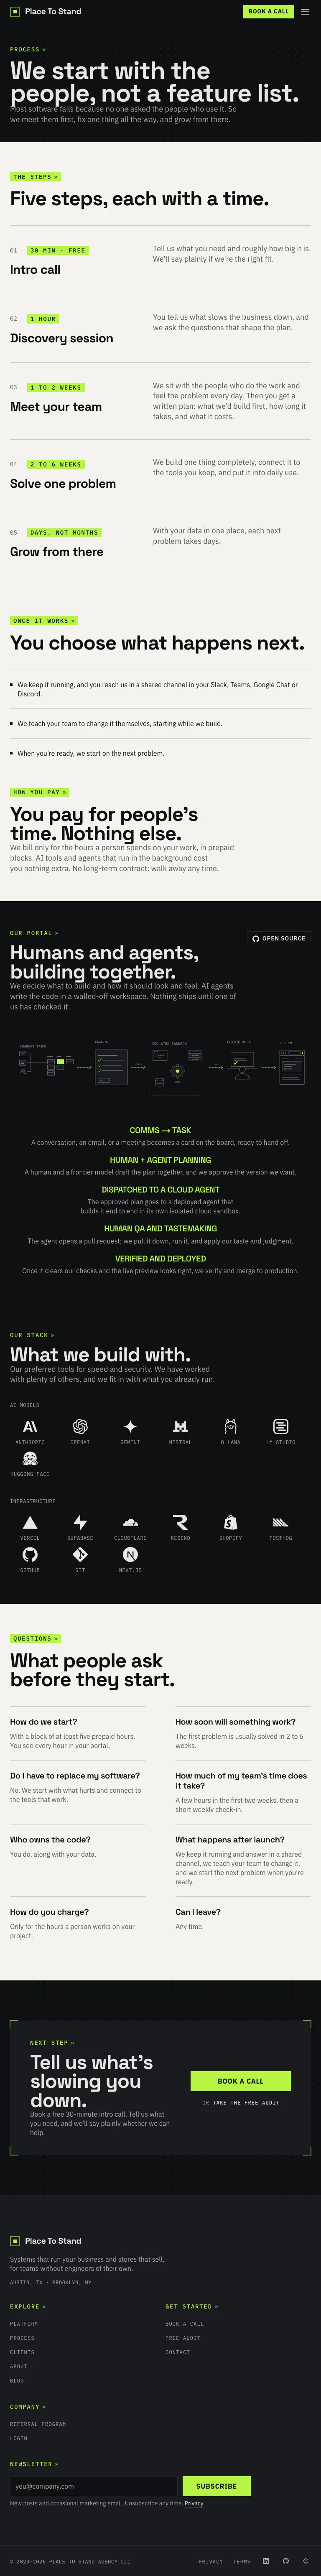 Place To Stand
BOOK A CALL
PROCESS »
We start with the
people, not a feature list.
Most software fails because no one asked the people who use it. So
we meet them first, fix one thing all the way, and grow from there.
THE STEPS »
Five steps, each with a time.
01 30 MIN · FREE
Intro call
Tell us what you need and roughly how big it is.
We'll say plainly if we're the right fit.
02 1 HOUR
Discovery session
You tell us what slows the business down, and
we ask the questions that shape the plan.
03 1 TO 2 WEEKS
Meet your team
We sit with the people who do the work and
feel the problem every day. Then you get a
written plan: what we'd build first, how long it
takes, and what it costs.
04 2 TO 6 WEEKS
Solve one problem
We build one thing completely, connect it to
the tools you keep, and put it into daily use.
05 DAYS, NOT MONTHS
Grow from there
With your data in one place, each next
problem takes days.
ONCE IT WORKS »
You choose what happens next.
We keep it running, and you reach us in a shared channel in your Slack, Teams, Google Chat or
Discord.
We teach your team to change it themselves, starting while we build.
When you're ready, we start on the next problem.
HOW YOU PAY »
You pay for people's
time. Nothing else.
We bill only for the hours a person spends on your work, in prepaid
blocks. AI tools and agents that run in the background cost
you nothing extra. No long-term contract: walk away any time.
OUR PORTAL »
OPEN SOURCE
Humans and agents,
building together.
We decide what to build and how it should look and feel. AI agents
write the code in a walled-off workspace. Nothing ships until one of
us has checked it.
ISOLATED SANDBOX
COMMS → TASK
A conversation, an email, or a meeting becomes a card on the board, ready to hand off.
HUMAN + AGENT PLANNING
A human and a frontier model draft the plan together, and we approve the version we want.
DISPATCHED TO A CLOUD AGENT
The approved plan goes to a deployed agent that
builds it end to end in its own isolated cloud sandbox.
HUMAN QA AND TASTEMAKING
The agent opens a pull request; we pull it down, run it, and apply our taste and judgment.
VERIFIED AND DEPLOYED
Once it clears our checks and the live preview looks right, we verify and merge to production.
OUR STACK »
What we build with.
Our preferred tools for speed and security. We have worked
with plenty of others, and we fit in with what you already run.
AI MODELS
ANTHROPIC OPENAI GEMINI MISTRAL OLLAMA LM STUDIO
HUGGING FACE
INFRASTRUCTURE
VERCEL SUPABASE CLOUDFLARE RESEND SHOPIFY POSTHOG
GITHUB GIT NEXT.JS
QUESTIONS »
What people ask
before they start.
How do we start?
With a block of at least five prepaid hours.
You see every hour in your portal.
How soon will something work?
The first problem is usually solved in 2 to 6
weeks.
Do I have to replace my software?
No. We start with what hurts and connect to
the tools that work.
How much of my team's time does
it take?
A few hours in the first two weeks, then a
short weekly check-in.
Who owns the code?
You do, along with your data.
What happens after launch?
We keep it running and answer in a shared
channel, we teach your team to change it,
and we start the next problem when you're
ready.
How do you charge?
Only for the hours a person works on your
project.
Can I leave?
Any time.
NEXT STEP »
Tell us what's
slowing you
down.
Book a free 30-minute intro call. Tell us what
you need, and we'll say plainly whether we can
help.
BOOK A CALL
OR TAKE THE FREE AUDIT
Place To Stand
Systems that run your business and stores that sell,
for teams without engineers of their own.
AUSTIN, TX · BROOKLYN, NY
EXPLORE »
PLATFORM
PROCESS
CLIENTS
ABOUT
BLOG
GET STARTED »
BOOK A CALL
FREE AUDIT
CONTACT
COMPANY »
REFERRAL PROGRAM
LOGIN
NEWSLETTER »
you@company.com
SUBSCRIBE
New posts and occasional marketing email. Unsubscribe any time. Privacy
© 2023–2026 PLACE TO STAND AGENCY LLC
PRIVACY TERMS